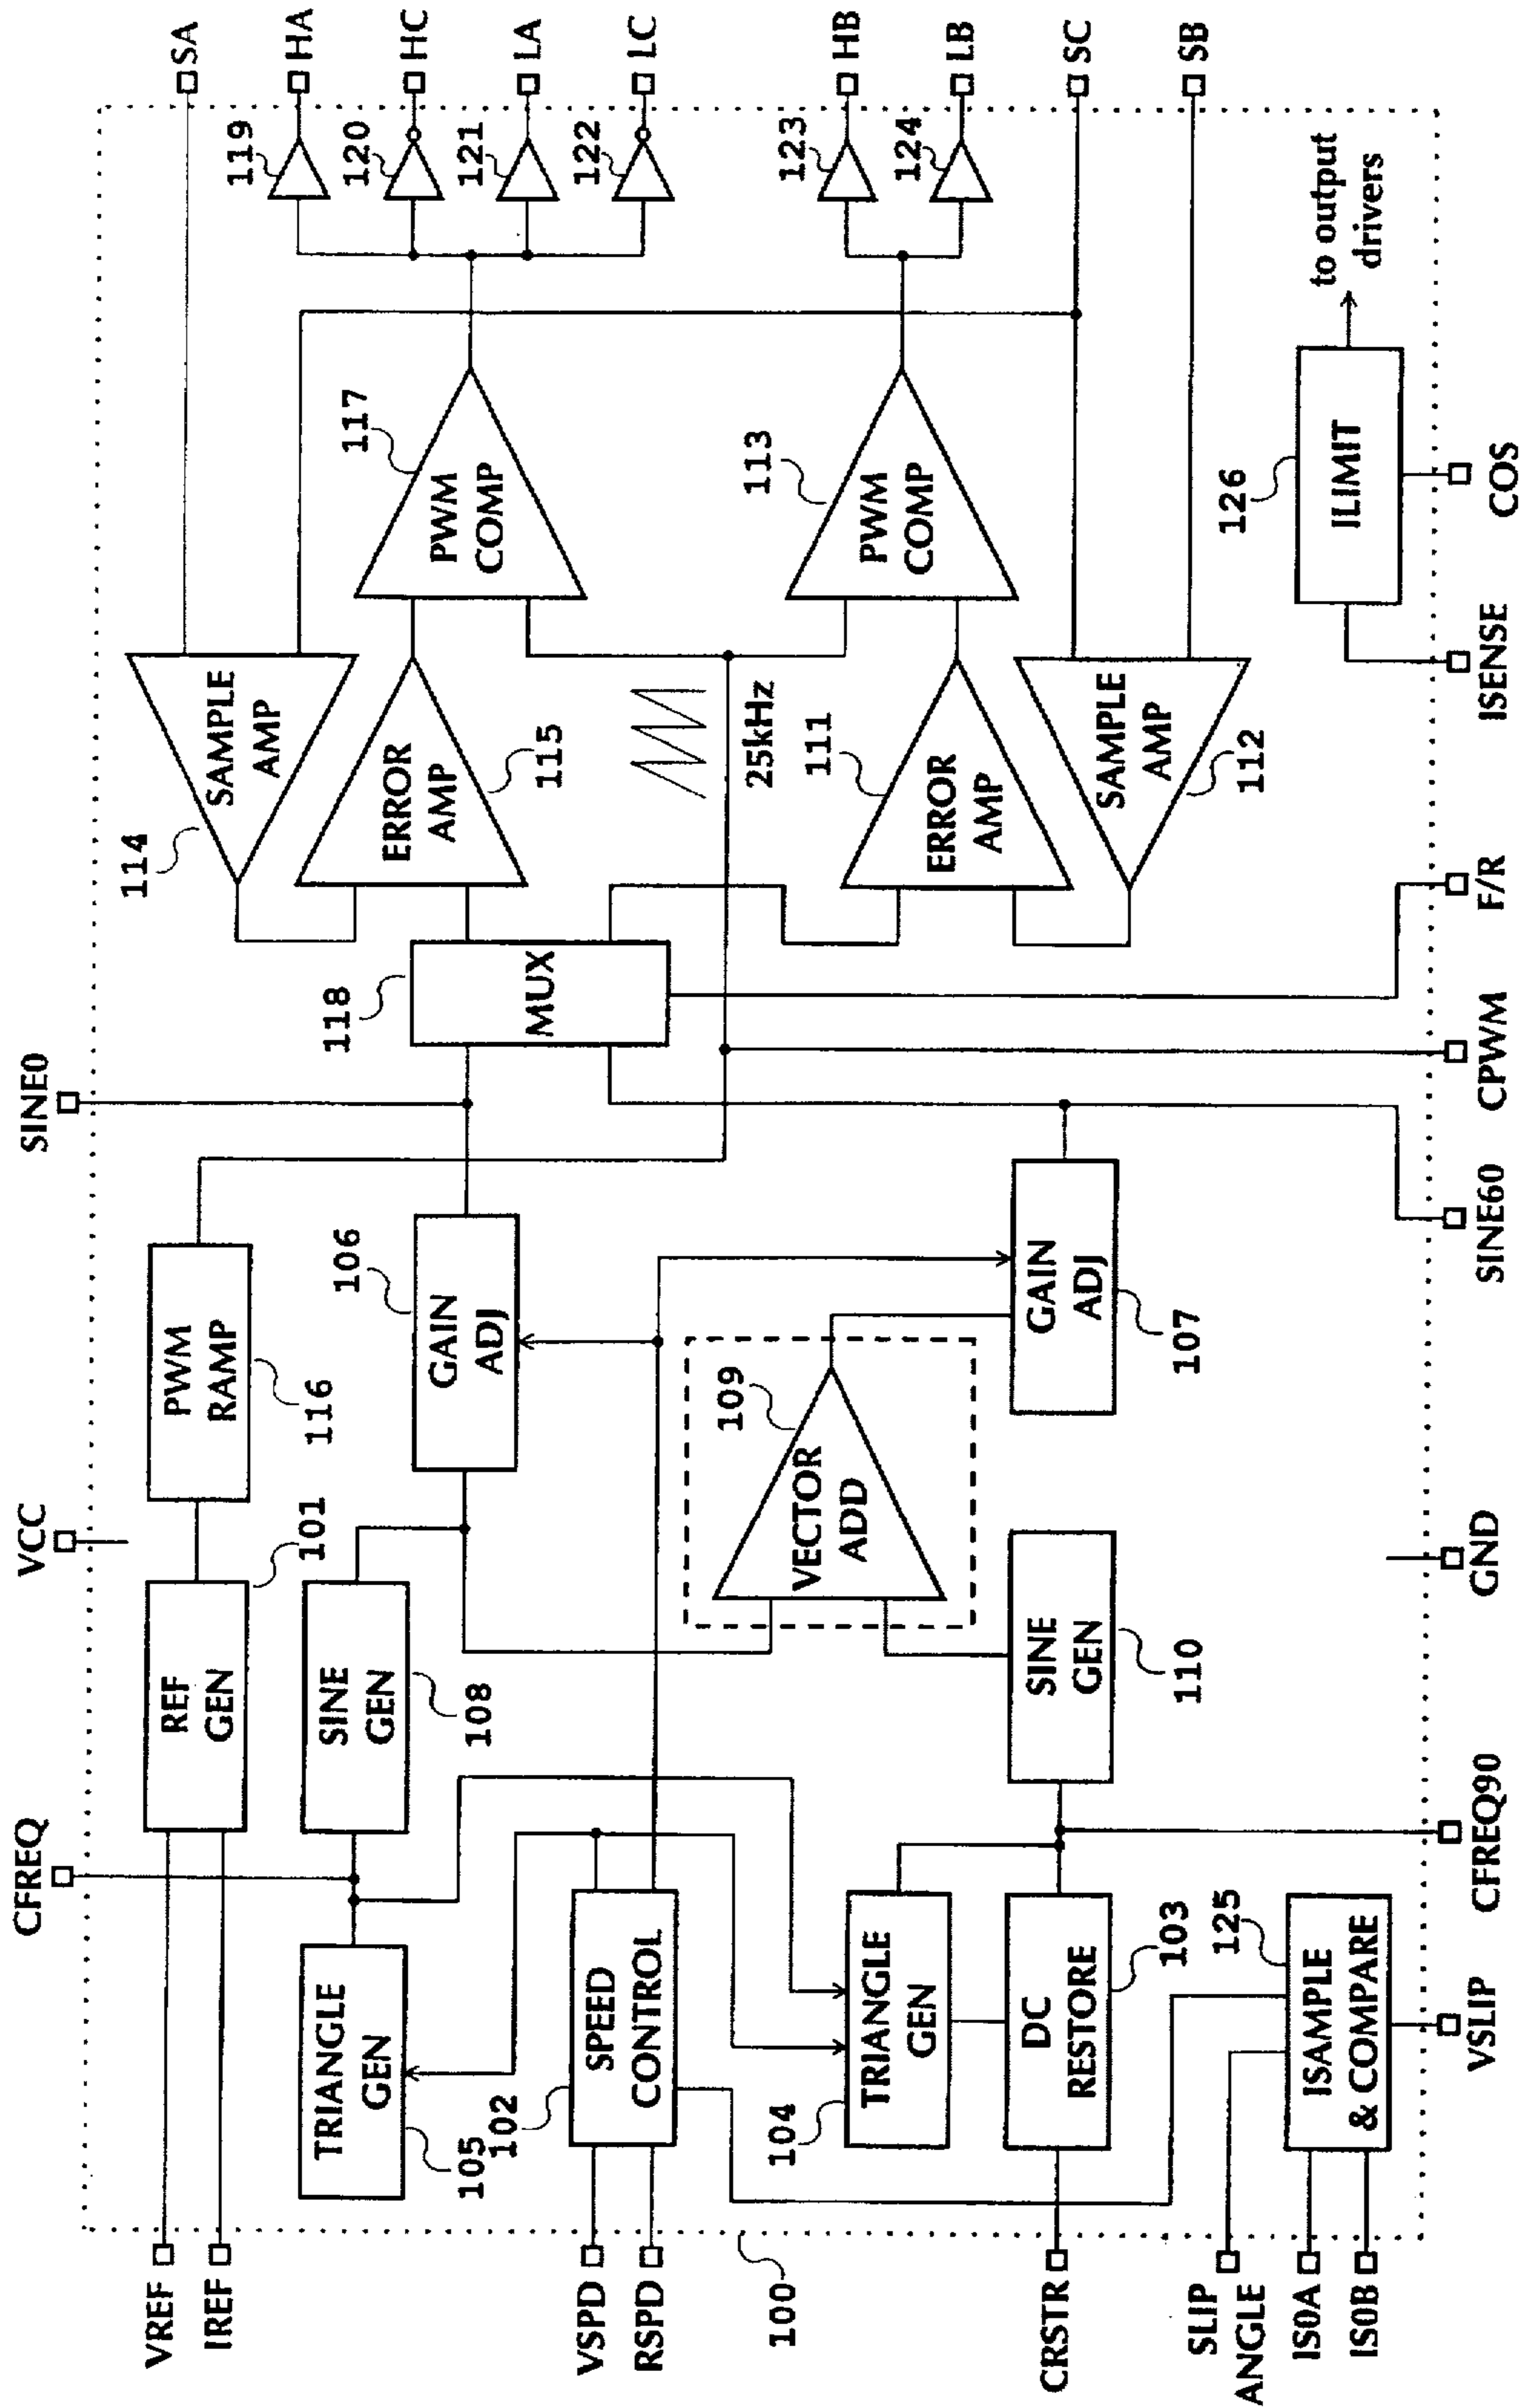 CFREQ
VCC
SINE0
VREF
IREF
REF
GEN
101
PWM
RAMP
116
TRIANGLE
GEN
105
SINE
GEN
108
GAIN
ADJ
106
118
MUX
114
SAMPLE
AMP
ERROR
AMP
115
117
PWM
COMP
119
120
121
122
SA
HA
HC
LA
LC
VSPD
RSPD
102
SPEED
CONTROL
100
109
VECTOR
ADD
25kHz
104
TRIANGLE
GEN
DC
RESTORE
103
CRSTR
SINE
GEN
110
GAIN
ADJ
107
111
ERROR
AMP
SAMPLE
AMP
112
113
PWM
COMP
123
124
HB
LB
SC
SB
SLIP
ANGLE
IS0A
IS0B
125
ISAMPLE
& COMPARE
126
ILIMIT
to output
drivers
VSLIP
CFREQ90
GND
SINE60
CPWM
F/R
ISENSE
COS